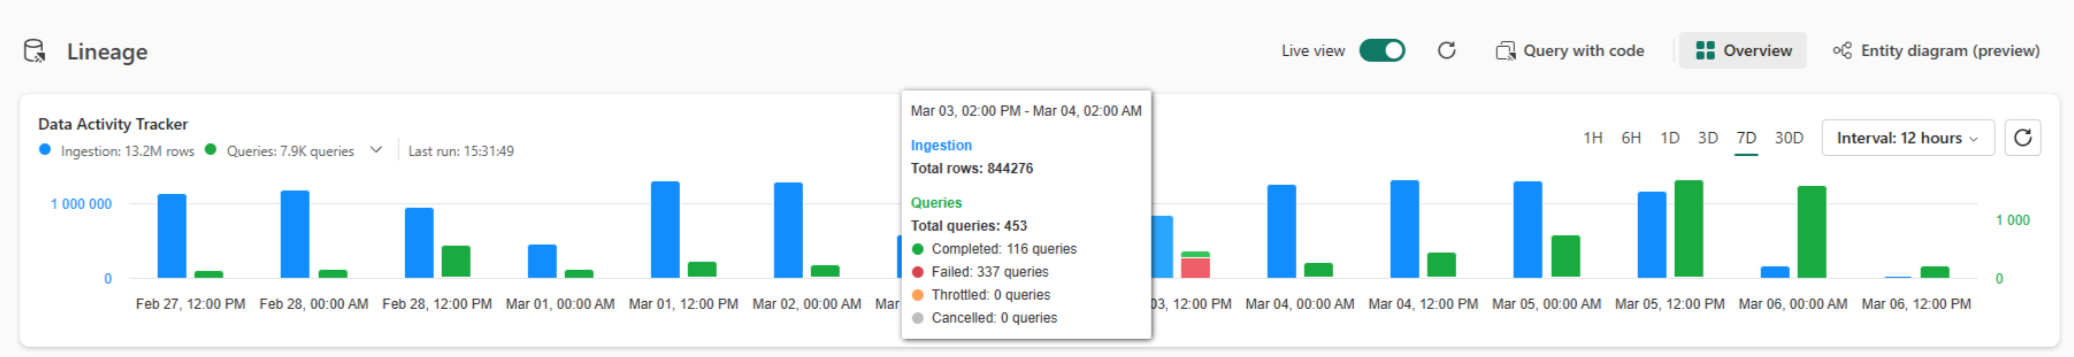 Lineage
Live view
Query with code
Overview
Entity diagram (preview)
Data Activity Tracker
Ingestion: 13.2M rows
Queries: 7.9K queries
Last run: 15:31:49
1H 6H 1D 3D 7D 30D
Interval: 12 hours
Mar 03, 02:00 PM - Mar 04, 02:00 AM
Ingestion
Total rows: 844276
Queries
Total queries: 453
Completed: 116 queries
Failed: 337 queries
Throttled: 0 queries
Cancelled: 0 queries
1 000 000
0
1 000
0
Feb 27, 12:00 PM Feb 28, 00:00 AM Feb 28, 12:00 PM Mar 01, 00:00 AM Mar 01, 12:00 PM Mar 02, 00:00 AM Mar 03, 12:00 PM Mar 04, 00:00 AM Mar 04, 12:00 PM Mar 05, 00:00 AM Mar 05, 12:00 PM Mar 06, 00:00 AM Mar 06, 12:00 PM